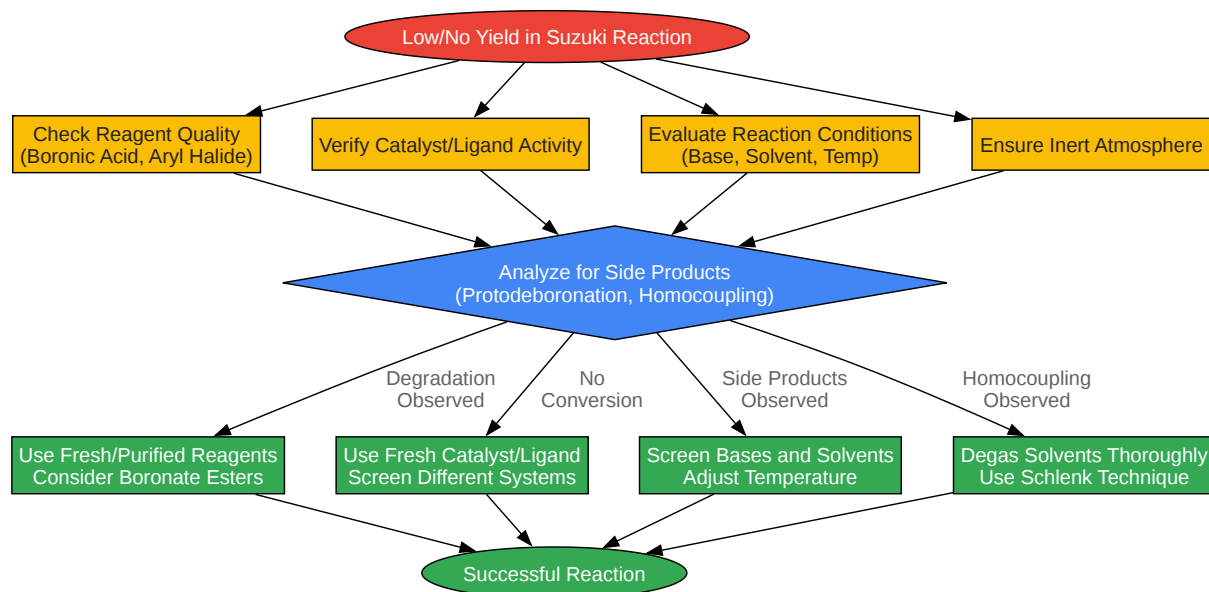 Low/No Yield in Suzuki Reaction
Check Reagent Quality
(Boronic Acid, Aryl Halide)
Verify Catalyst/Ligand Activity
Evaluate Reaction Conditions
(Base, Solvent, Temp)
Ensure Inert Atmosphere
Analyze for Side Products
(Protodeboronation, Homocoupling)
Degradation
Observed
No
Conversion
Side Products
Observed
Homocoupling
Observed
Use Fresh/Purified Reagents
Consider Boronate Esters
Use Fresh Catalyst/Ligand
Screen Different Systems
Screen Bases and Solvents
Adjust Temperature
Degas Solvents Thoroughly
Use Schlenk Technique
Successful Reaction